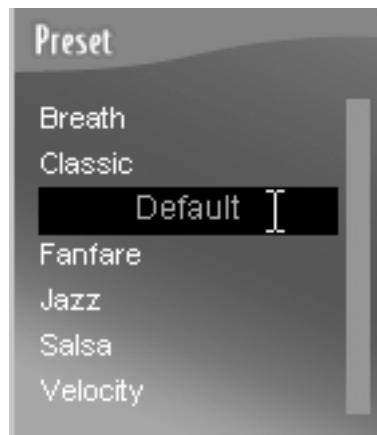 Preset
Breath
Classic
Default
Fanfare
Jazz
Salsa
Velocity